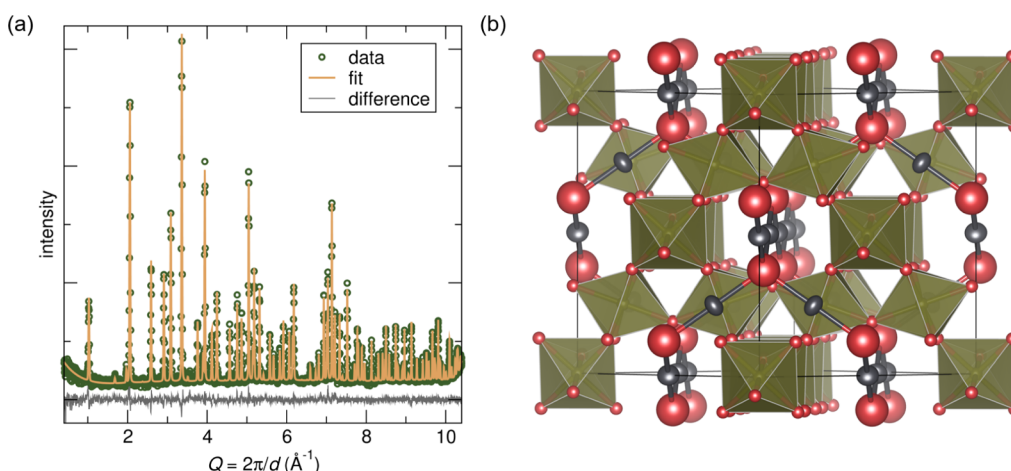 (a)
data
fit
difference
intensity
2
4
6
8
10
Q = 2π/d (Å⁻¹)
(b)